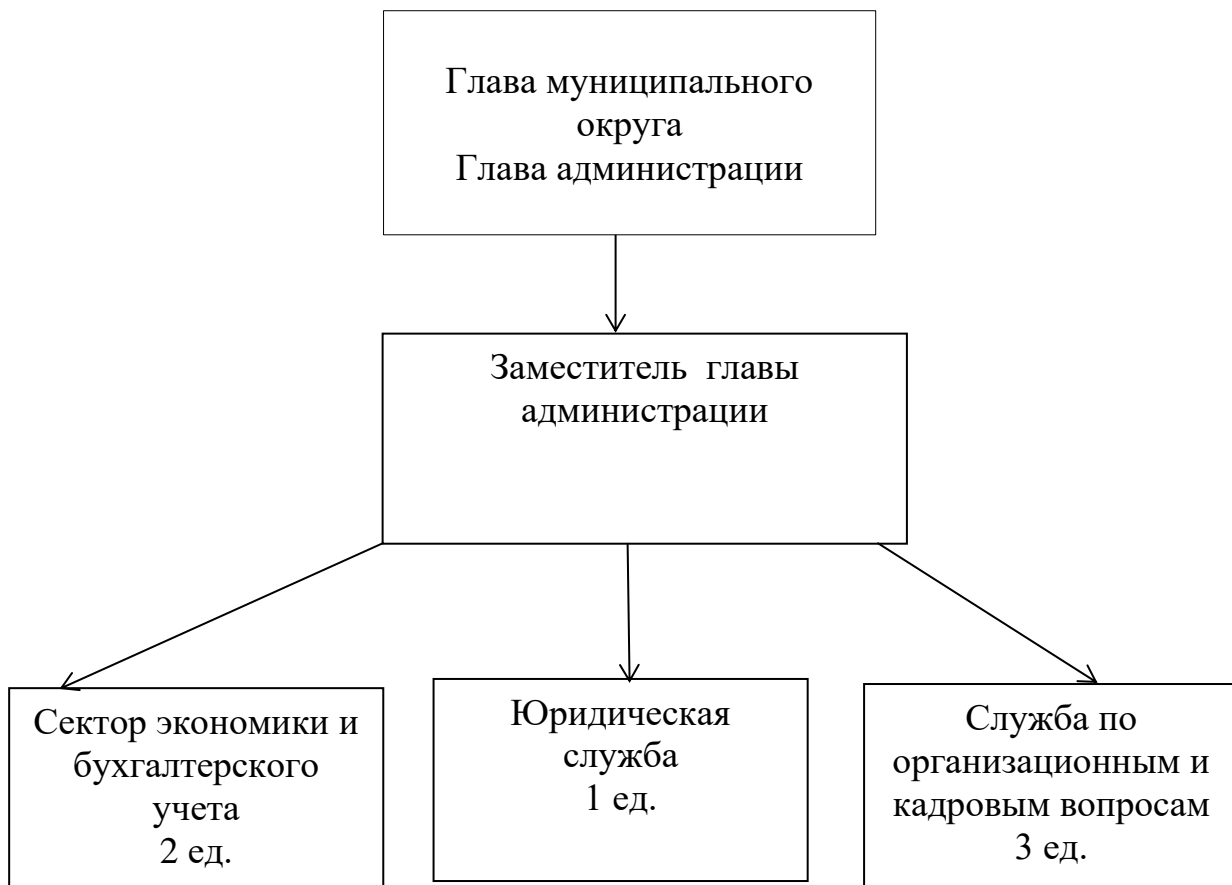 Глава муниципального
округа
Глава администрации
Заместитель главы
администрации
Сектор экономики и
бухгалтерского
учета
2 ед.
Юридическая
служба
1 ед.
Служба по
организационным и
кадровым вопросам
3 ед.